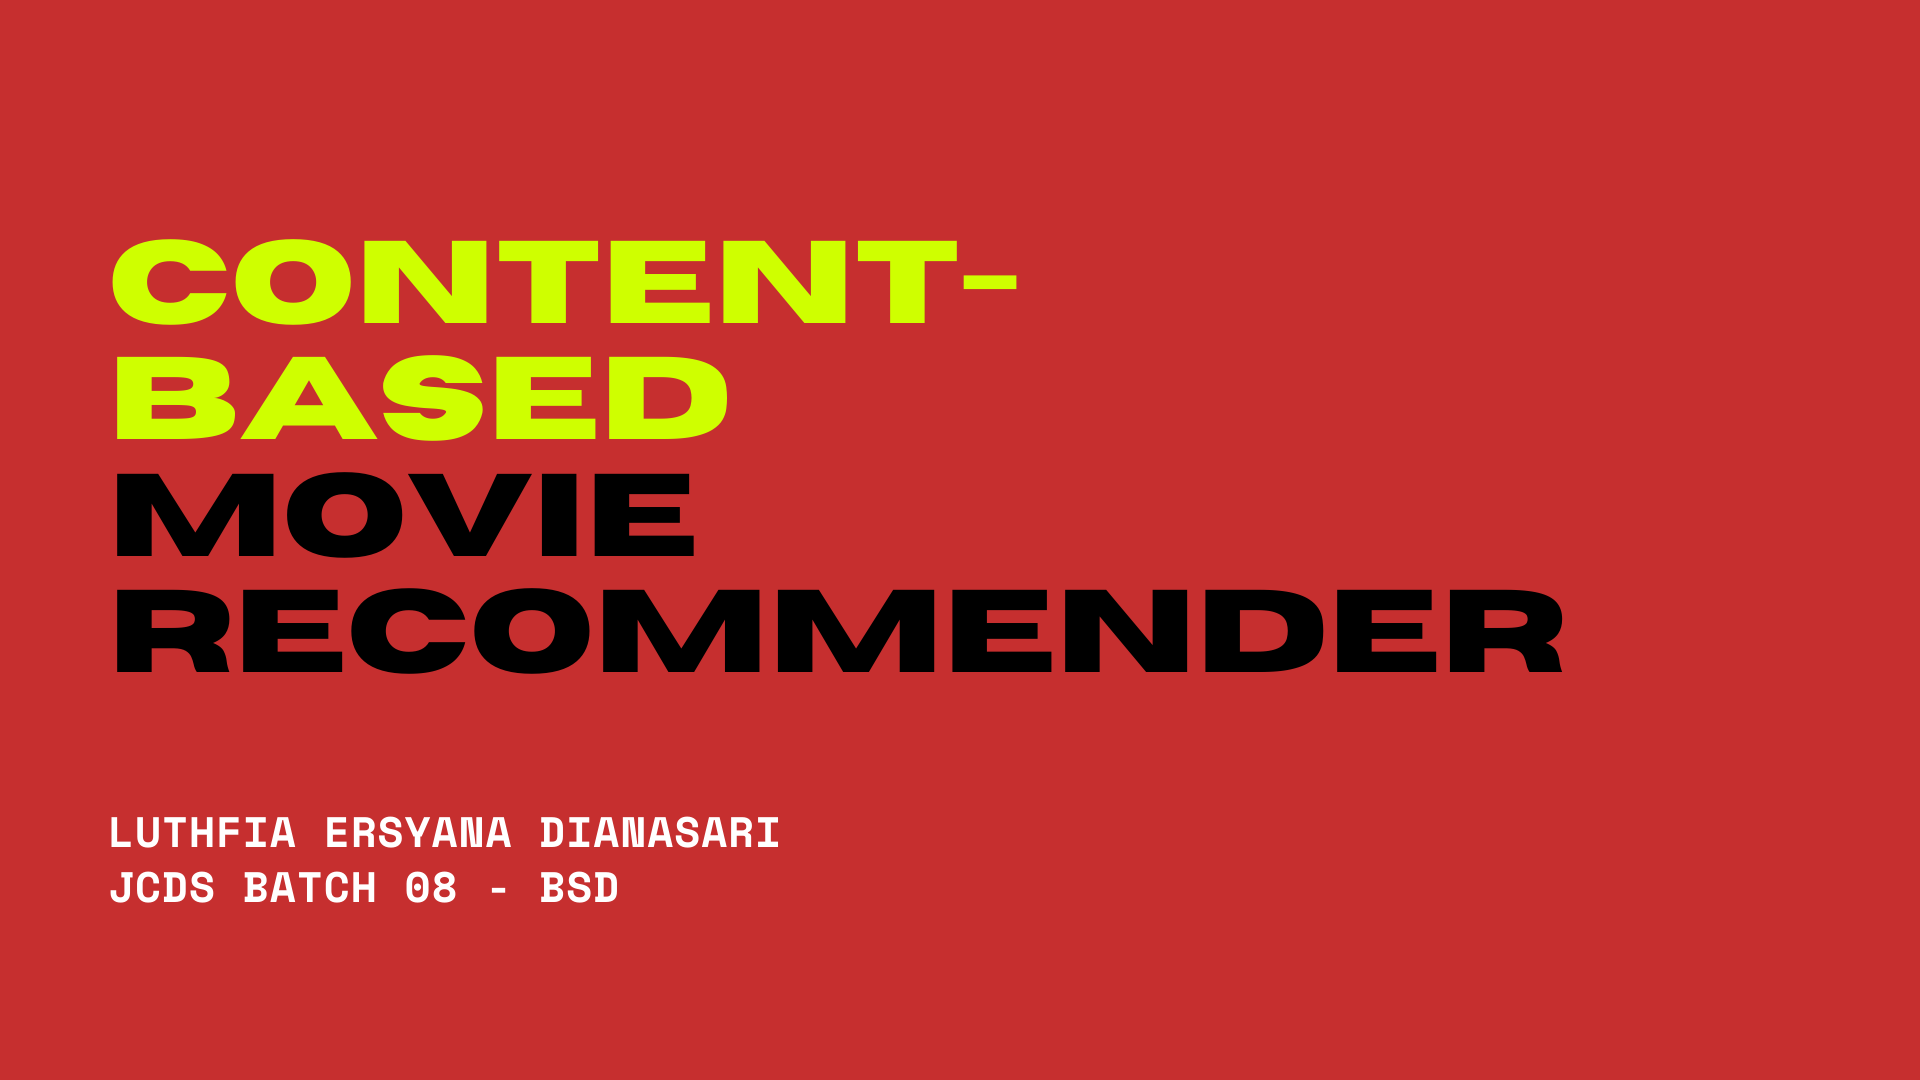 CONTENT-
BASED
MOVIE
RECOMMENDER
LUTHFIA ERSYANA DIANASARI
JCDS BATCH 08 - BSD